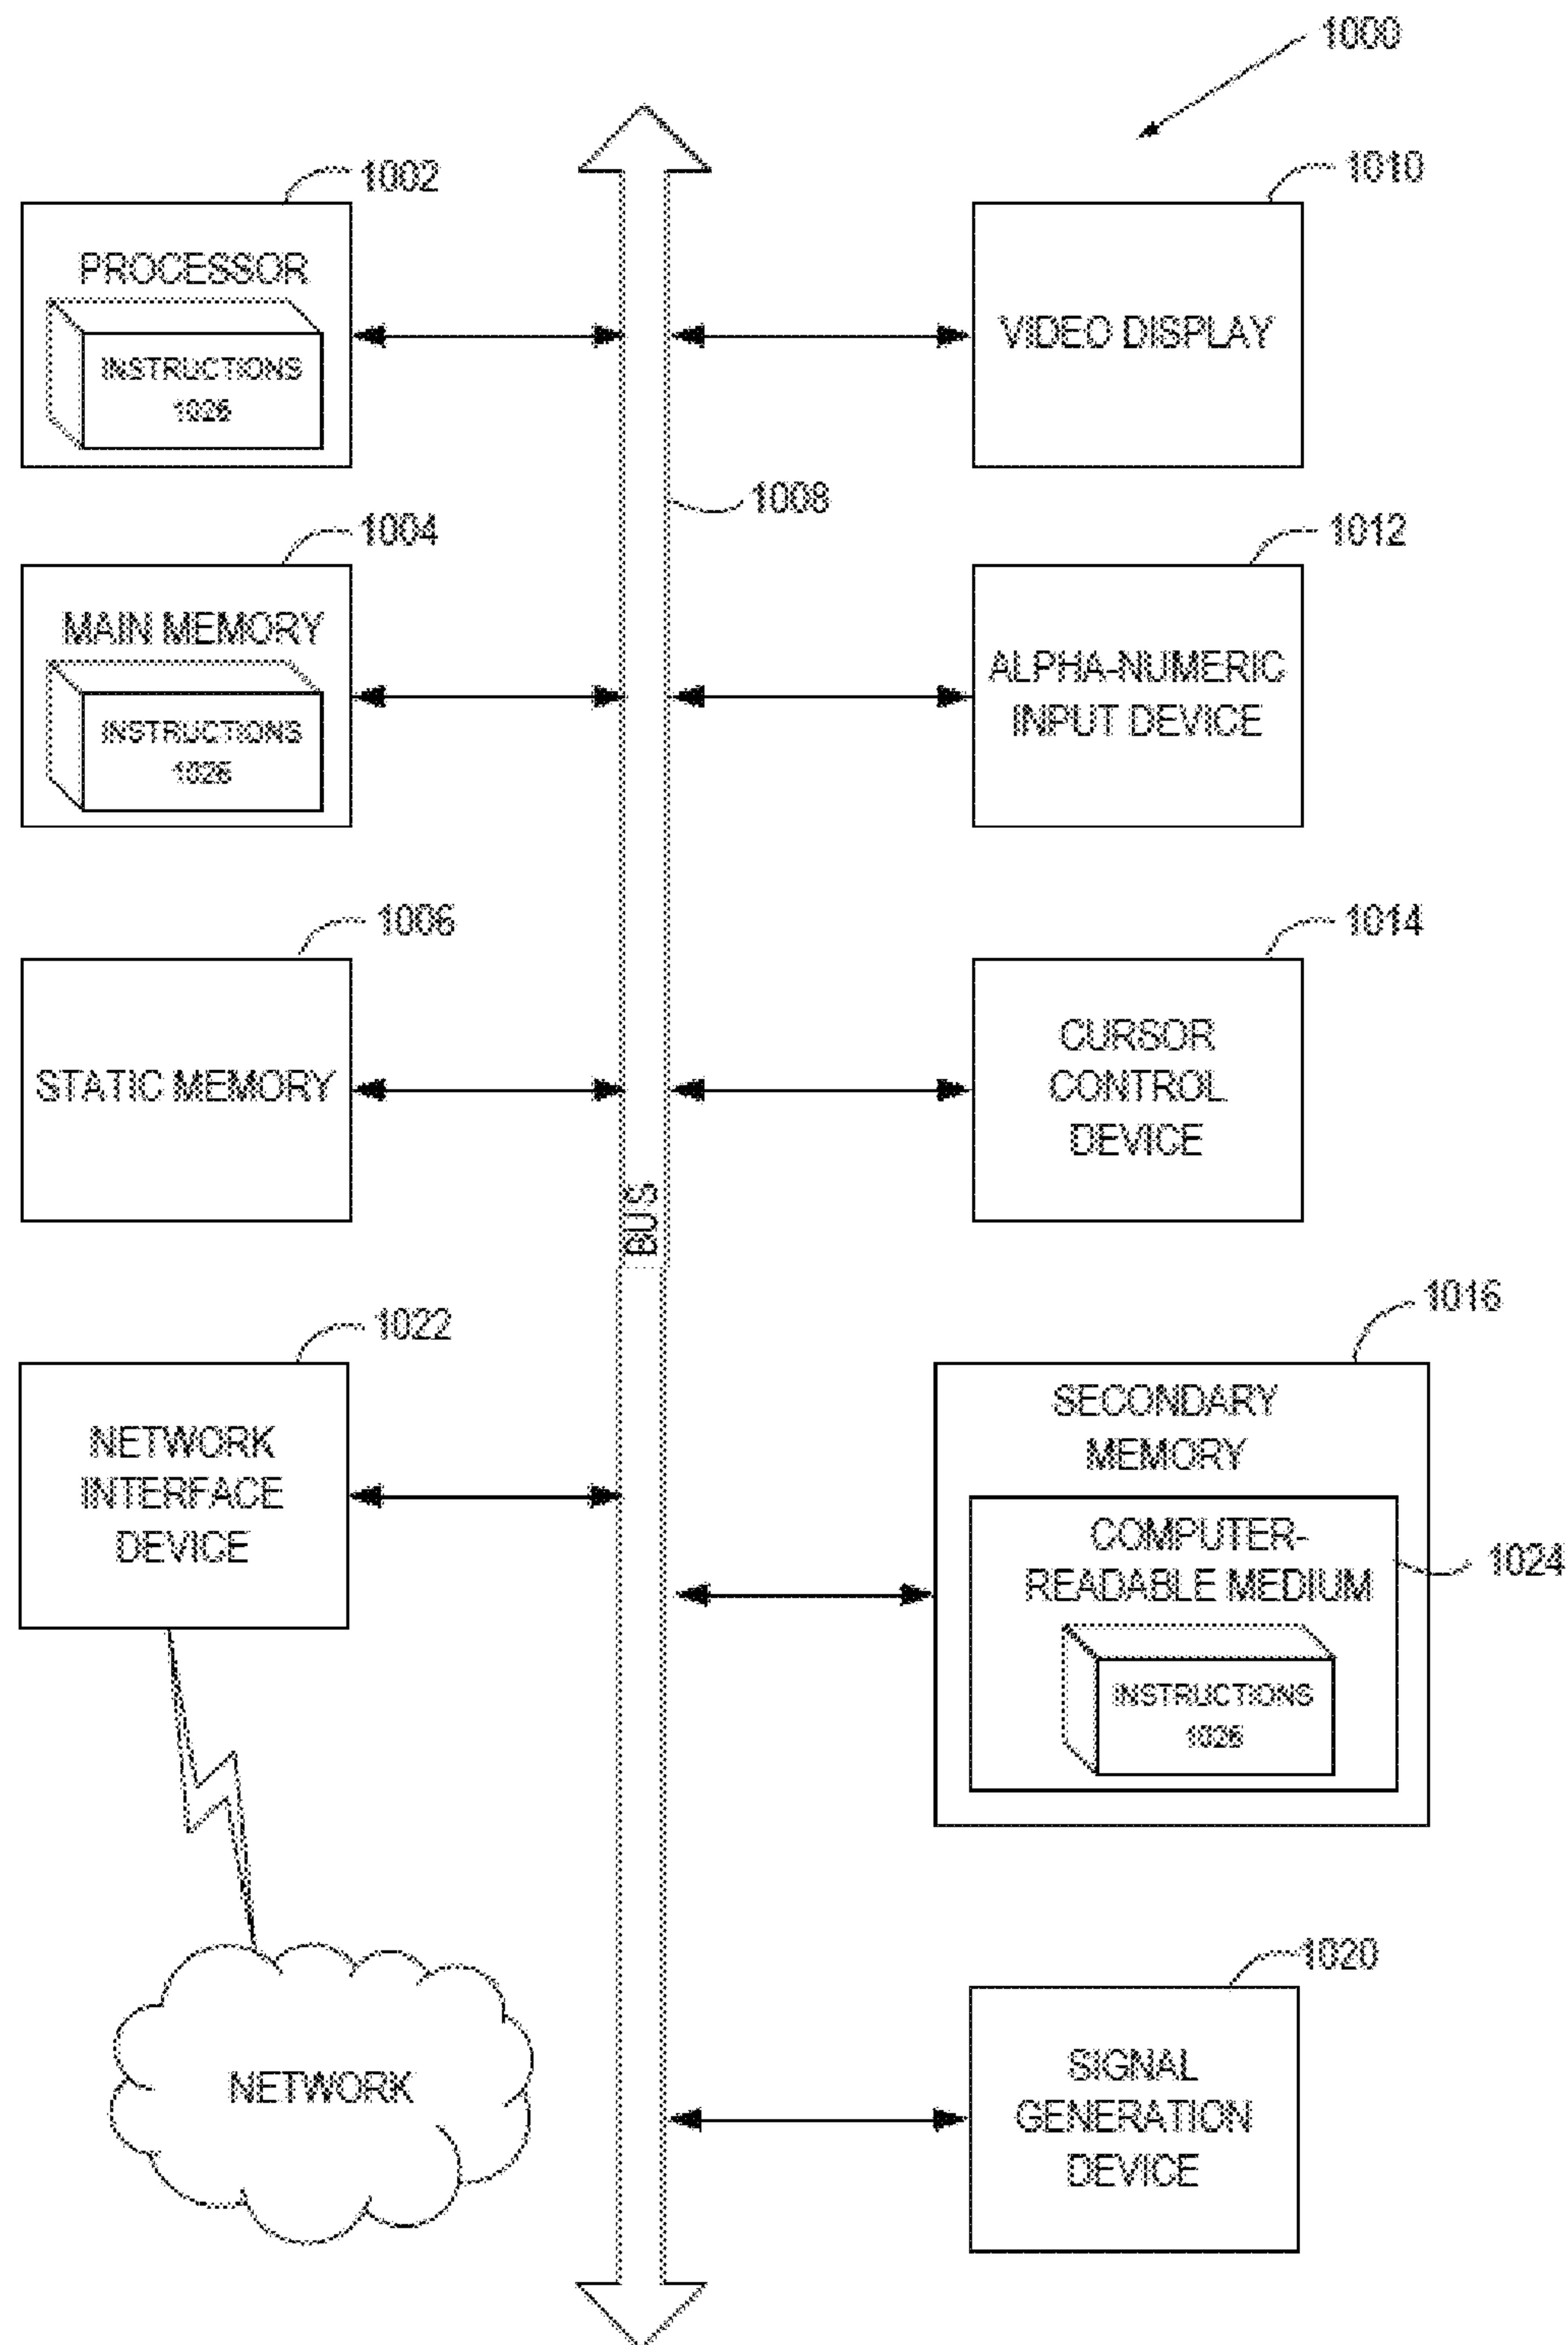 1000
1002
PROCESSOR
INSTRUCTIONS
1026
1010
VIDEO DISPLAY
1008
1004
MAIN MEMORY
INSTRUCTIONS
1026
1012
ALPHA-NUMERIC
INPUT DEVICE
1006
STATIC MEMORY
1014
CURSOR
CONTROL
DEVICE
BUS
1022
NETWORK
INTERFACE
DEVICE
1016
SECONDARY
MEMORY
COMPUTER-
READABLE MEDIUM
1024
INSTRUCTIONS
1026
NETWORK
1020
SIGNAL
GENERATION
DEVICE